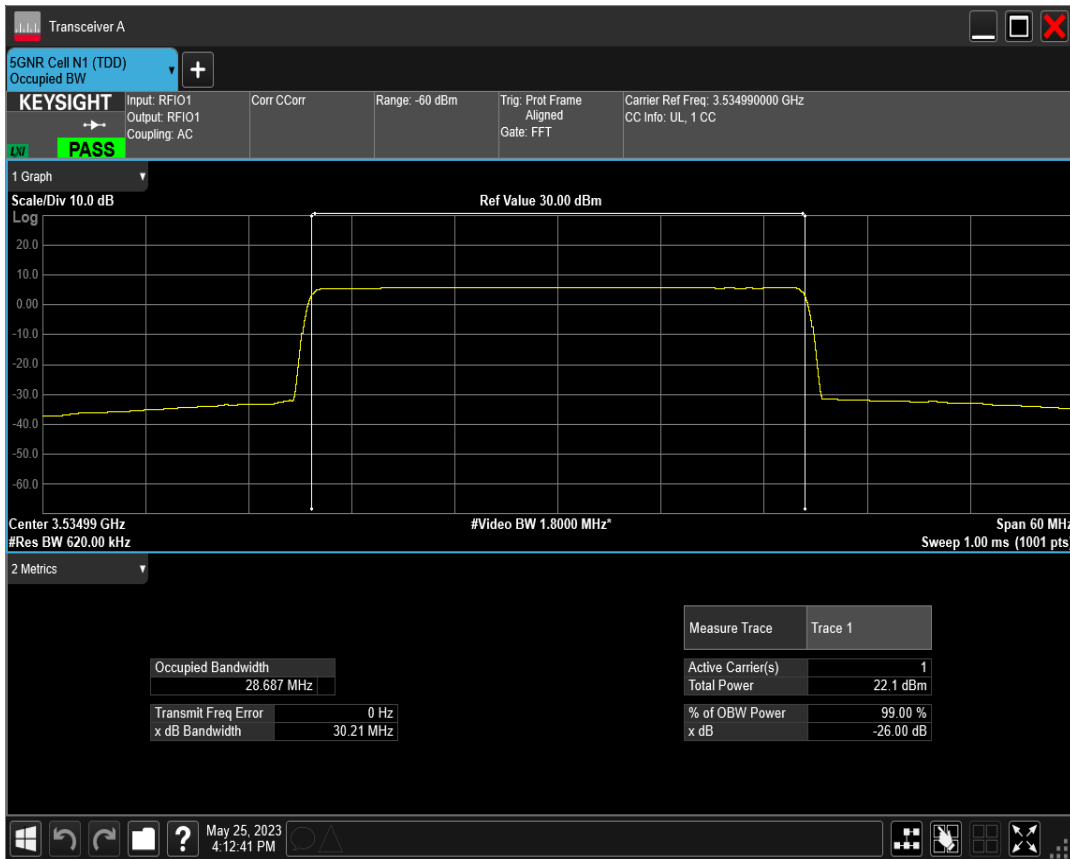 Transceiver A
5GNR Cell N1 (TDD)
Occupied BW
+
KEYSIGHT
LXI
PASS
Input: RFIO1
Output: RFIO1
Coupling: AC
Corr CCorr
Range: -60 dBm
Trig: Prot Frame
Aligned
Gate: FFT
Carrier Ref Freq: 3.534990000 GHz
CC Info: UL, 1 CC
1 Graph
Scale/Div 10.0 dB
Ref Value 30.00 dBm
Log
20.0
10.0
0.00
-10.0
-20.0
-30.0
-40.0
-50.0
-60.0
Center 3.53499 GHz
#Video BW 1.8000 MHz*
Span 60 MHz
#Res BW 620.00 kHz
Sweep 1.00 ms (1001 pts)
2 Metrics
Measure Trace Trace 1
Occupied Bandwidth
28.687 MHz
Active Carrier(s) 1
Total Power 22.1 dBm
Transmit Freq Error 0 Hz
x dB Bandwidth 30.21 MHz
% of OBW Power 99.00 %
x dB -26.00 dB
?
May 25, 2023
4:12:41 PM